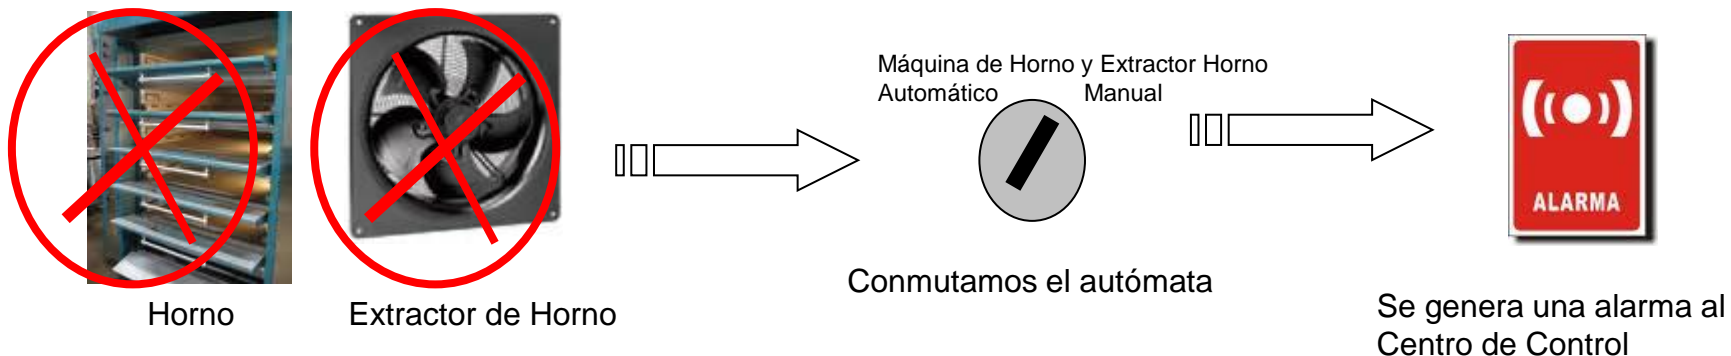 Máquina de Horno y Extractor Horno
Automático Manual
ALARMA
Conmutamos el autómata
Horno
Extractor de Horno
Se genera una alarma al
Centro de Control